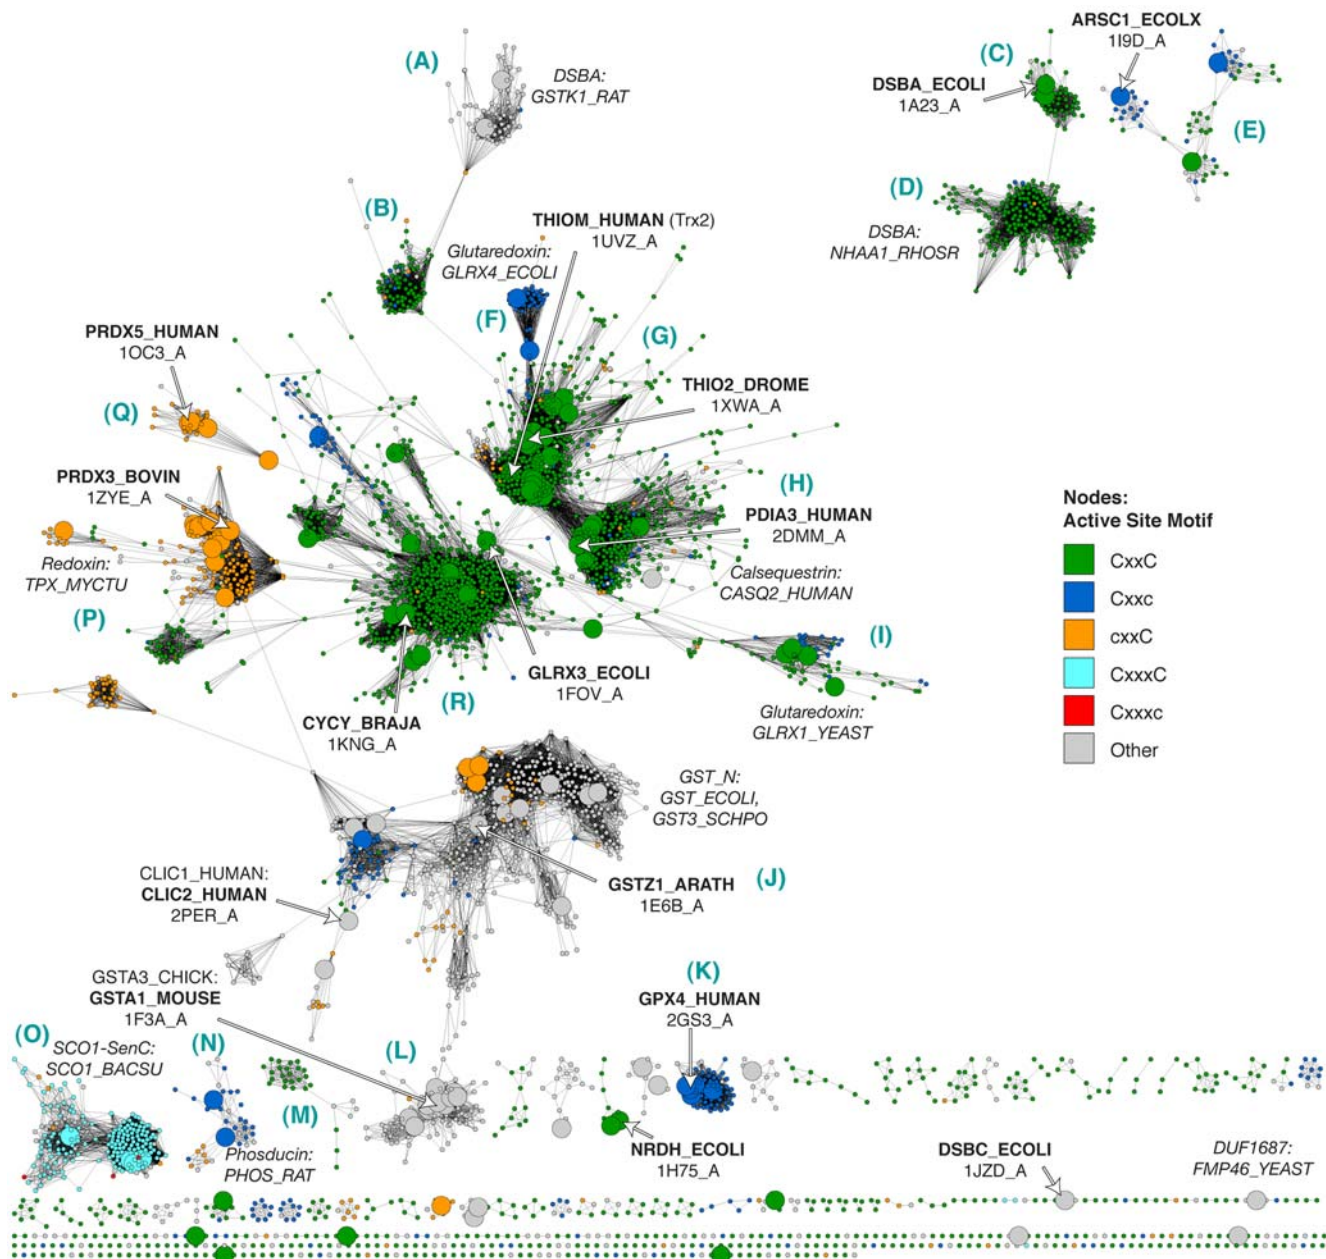 (A)
DSBA:
GSTK1_RAT
(B)
Glutaredoxin:
GLRX4_ECOLI
THIOM_HUMAN (Trx2)
1UVZ_A
(C)
DSBA_ECOLI
1A23_A
ARSC1_ECOLX
1I9D_A
(E)
(D)
DSBA:
NHAA1_RHOSR
(F)
(G)
PRDX5_HUMAN
1OC3_A
(Q)
THIO2_DROME
1XWA_A
PRDX3_BOVIN
1ZYE_A
(H)
PDIA3_HUMAN
2DMM_A
Redoxin:
TPX_MYCTU
(P)
Calsequestrin:
CASQ2_HUMAN
(I)
GLRX3_ECOLI
1FOV_A
(R)
CYCY_BRAJA
1KNG_A
Glutaredoxin:
GLRX1_YEAST
Nodes:
Active Site Motif
CxxC
Cxxc
cxxC
CxxxC
Cxxxc
Other
GST_N:
GST_ECOLI,
GST3_SCHPO
(J)
GSTZ1_ARATH
1E6B_A
CLIC1_HUMAN:
CLIC2_HUMAN
2PER_A
GSTA3_CHICK:
GSTA1_MOUSE
1F3A_A
(K)
GPX4_HUMAN
2GS3_A
(O)
SCO1-SenC:
SCO1_BACSU
(N)
(M)
(L)
Phosducin:
PHOS_RAT
NRDH_ECOLI
1H75_A
DSBC_ECOLI
1JZD_A
DUF1687:
FMP46_YEAST